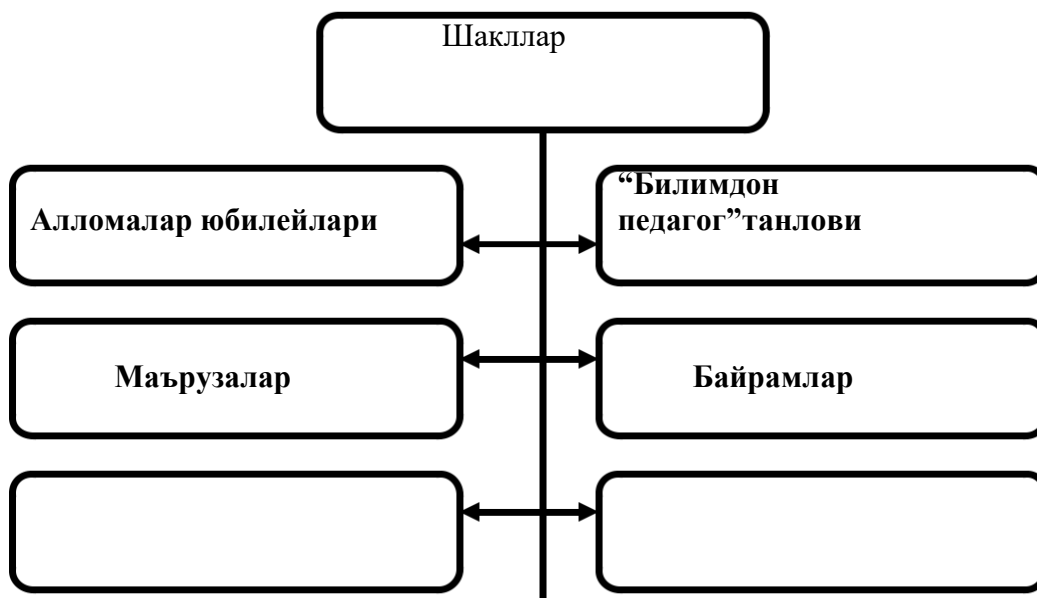 Шакллар
Алломалар юбилейлари
“Билимдон
педагог”танлови
Маърузалар
Байрамлар